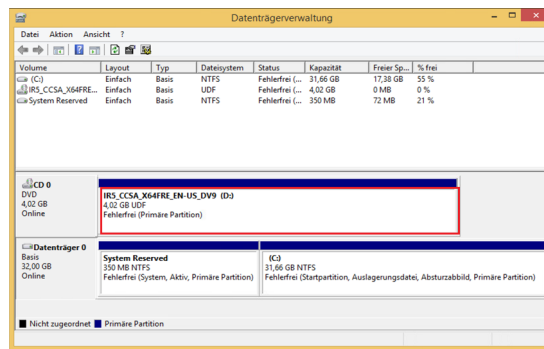 Datenträgerverwaltung
Datei Aktion Ansicht ?
Volume Layout Typ Dateisystem Status Kapazität Freier Sp... % frei
(C:) Einfach Basis NTFS Fehlerfrei (... 31,66 GB 17,38 GB 55 %
IR5_CCSA_X64FRE... Einfach Basis UDF Fehlerfrei (... 4,02 GB 0 MB 0 %
System Reserved Einfach Basis NTFS Fehlerfrei (... 350 MB 72 MB 21 %
CD 0
DVD
4,02 GB
Online
IR5_CCSA_X64FRE_EN-US_DV9 (D:)
4,02 GB UDF
Fehlerfrei (Primäre Partition)
Datenträger 0
Basis
32,00 GB
Online
System Reserved
350 MB NTFS
Fehlerfrei (System, Aktiv, Primäre Partition)
(C:)
31,66 GB NTFS
Fehlerfrei (Startpartition, Auslagerungsdatei, Absturzabbild, Primäre Partition)
Nicht zugeordnet Primäre Partition